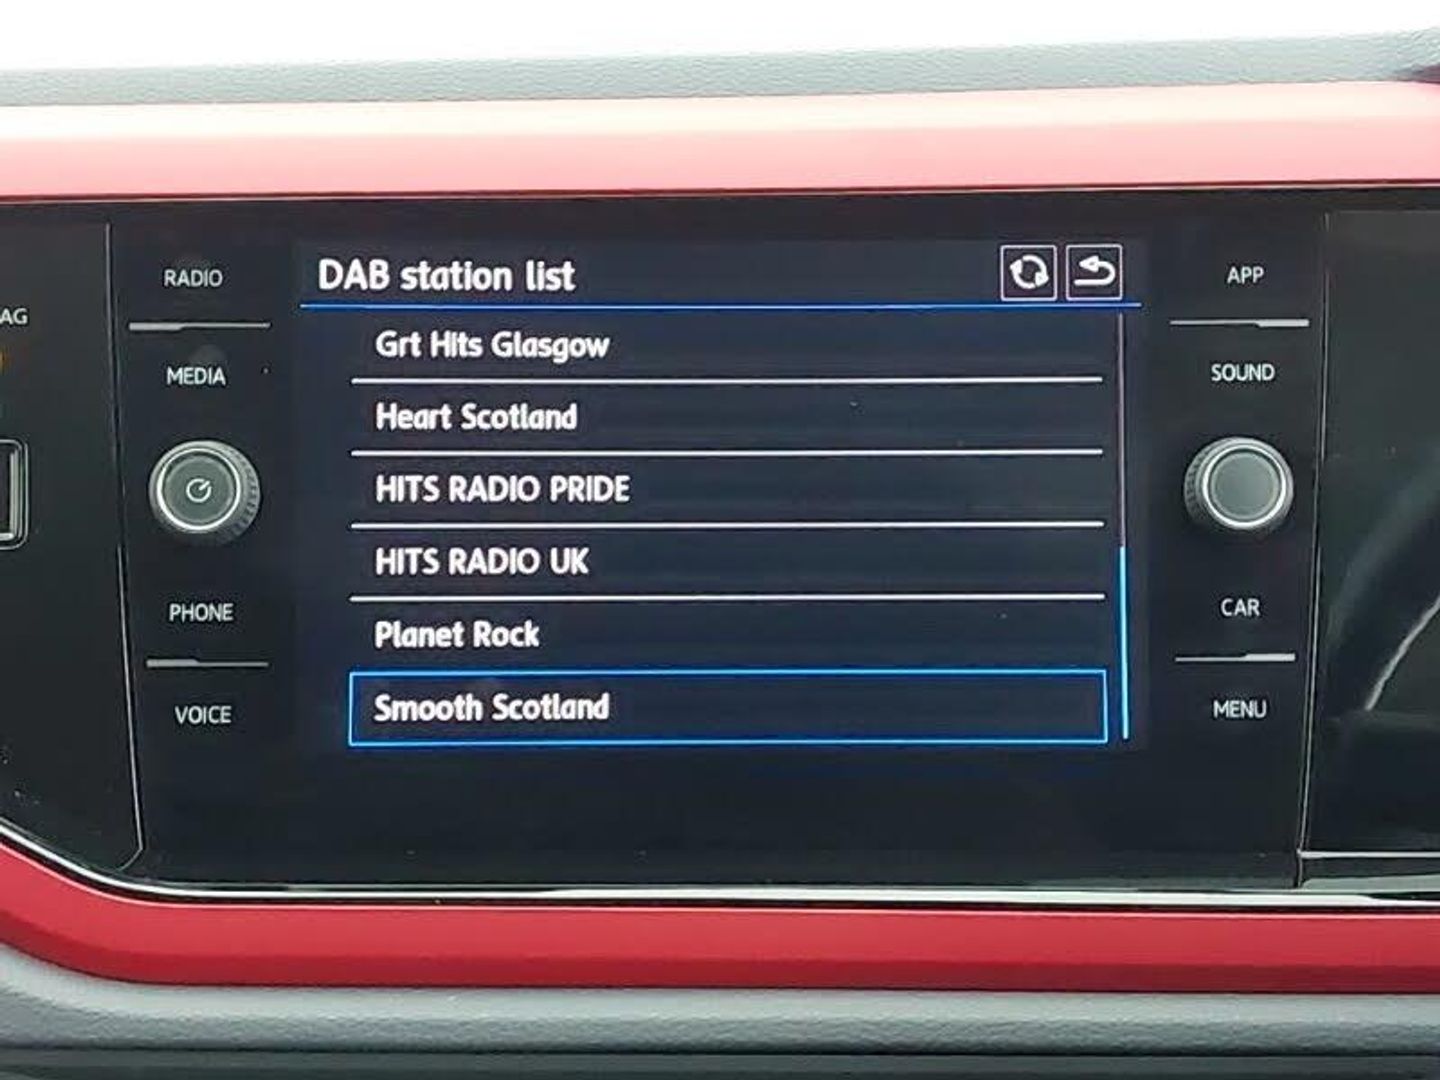 AG
RADIO
MEDIA
PHONE
VOICE
DAB station list
Grt Hits Glasgow
Heart Scotland
HITS RADIO PRIDE
HITS RADIO UK
Planet Rock
Smooth Scotland
APP
SOUND
CAR
MENU